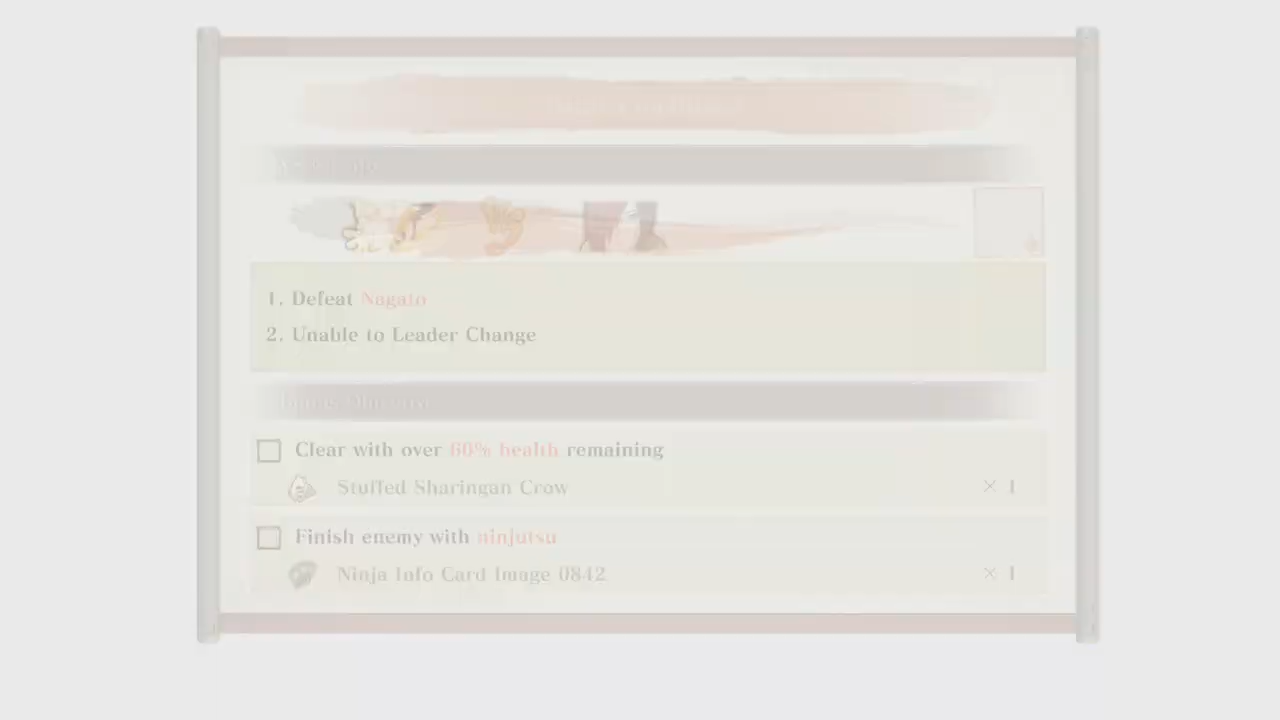 1. Defeat Nagato
2. Unable to Leader Change
Clear with over 60% health remaining
Stuffed Sharingan Crow × 1
Finish enemy with ninjutsu
Ninja Info Card Image 0842 × 1